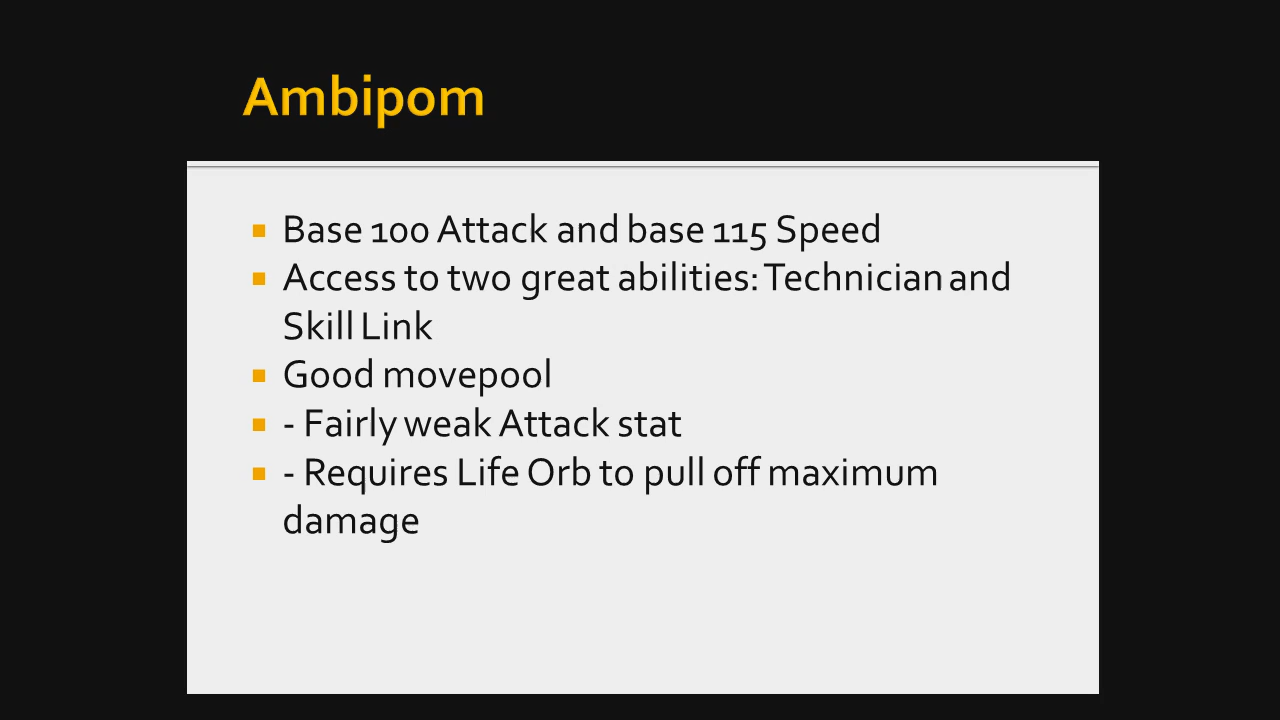 Ambipom
Base 100 Attack and base 115 Speed
Access to two great abilities: Technician and
Skill Link
Good movepool
- Fairly weak Attack stat
- Requires Life Orb to pull off maximum
damage